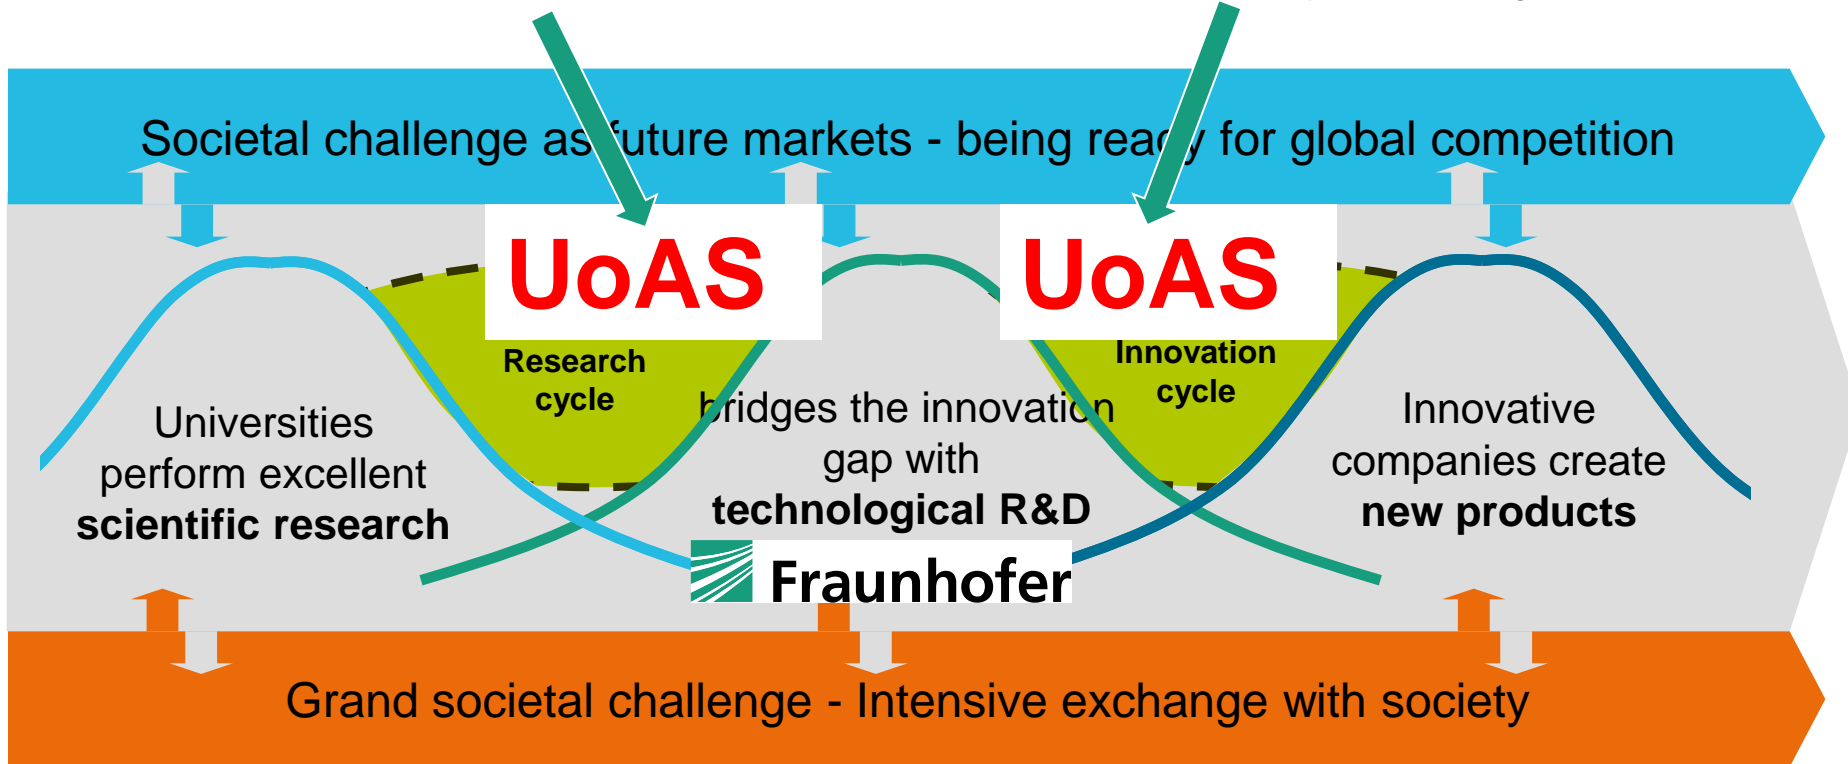 Societal challenge as future markets - being ready for global competition
UoAS
UoAS
Research
cycle
Innovation
cycle
Universities
perform excellent
scientific research
bridges the innovation
gap with
technological R&D
Fraunhofer
Innovative
companies create
new products
Grand societal challenge - Intensive exchange with society